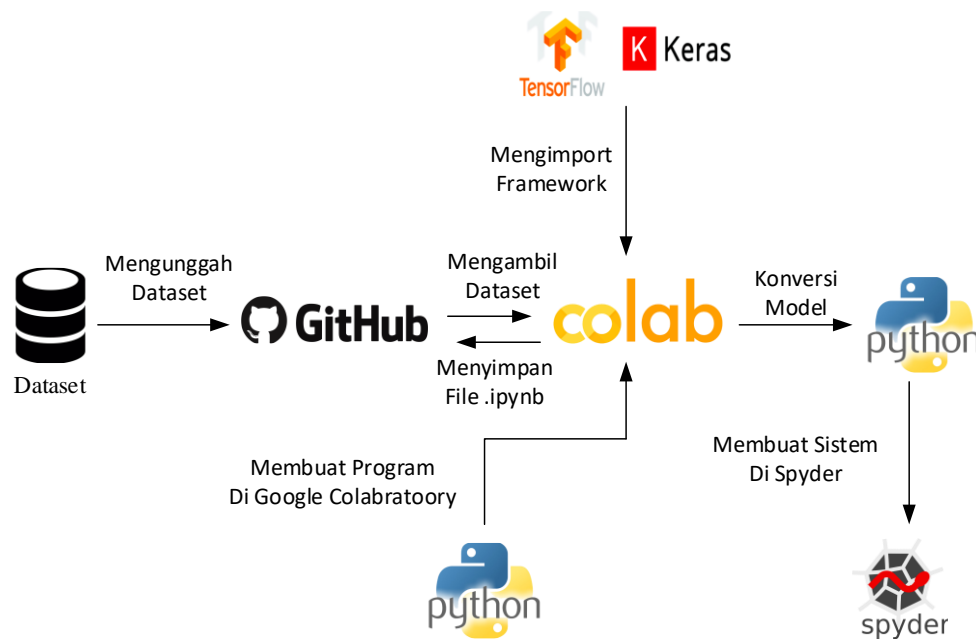 TensorFlow
K Keras
Mengimport
Framework
Mengunggah
Dataset
Dataset
GitHub
Mengambil
Dataset
Menyimpan
File .ipynb
colab
Konversi
Model
python
Membuat Program
Di Google Colabratoory
python
Membuat Sistem
Di Spyder
spyder